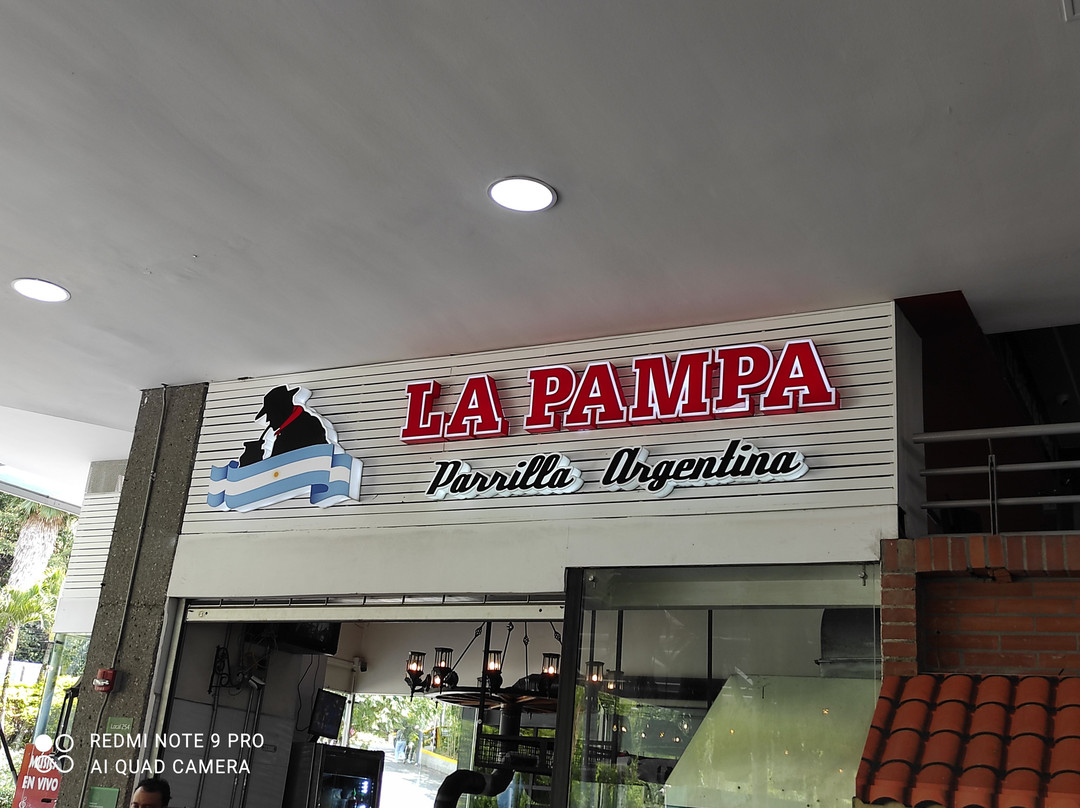 LA PAMPA
Parrilla Argentina
EN VIVO
REDMI NOTE 9 PRO
AI QUAD CAMERA